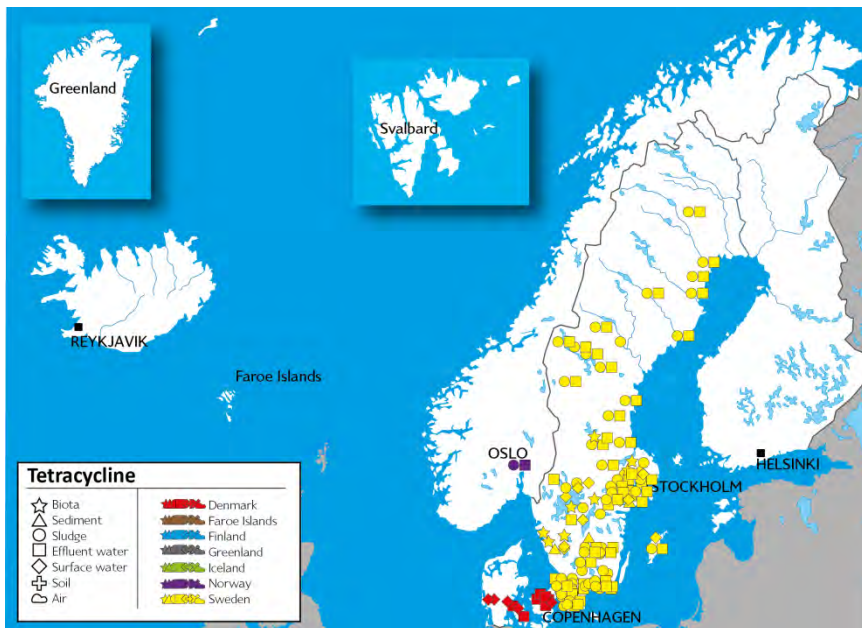 Greenland
Svalbard
REYKJAVIK
Faroe Islands
OSLO
HELSINKI
STOCKHOLM
COPENHAGEN
Tetracycline
Biota
Sediment
Sludge
Effluent water
Surface water
Soil
Air
Denmark
Faroe Islands
Finland
Greenland
Iceland
Norway
Sweden